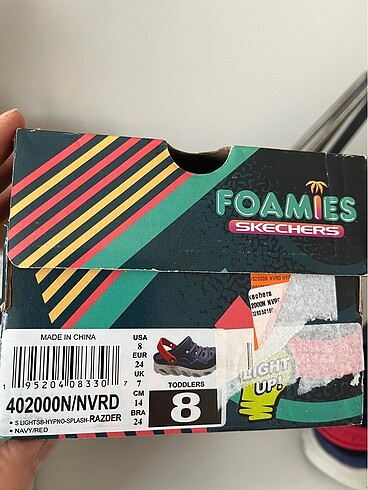 FOAMIES
SKECHERS
MADE IN CHINA
1 95204 08330 7
402000N/NVRD
• S LIGHTS®-HYPNO-SPLASH-RAZDER
• NAVY/RED
USA
8
EUR
24
UK
7
CM
14
BRA
24
TODDLERS
8
LIGHT
UP!